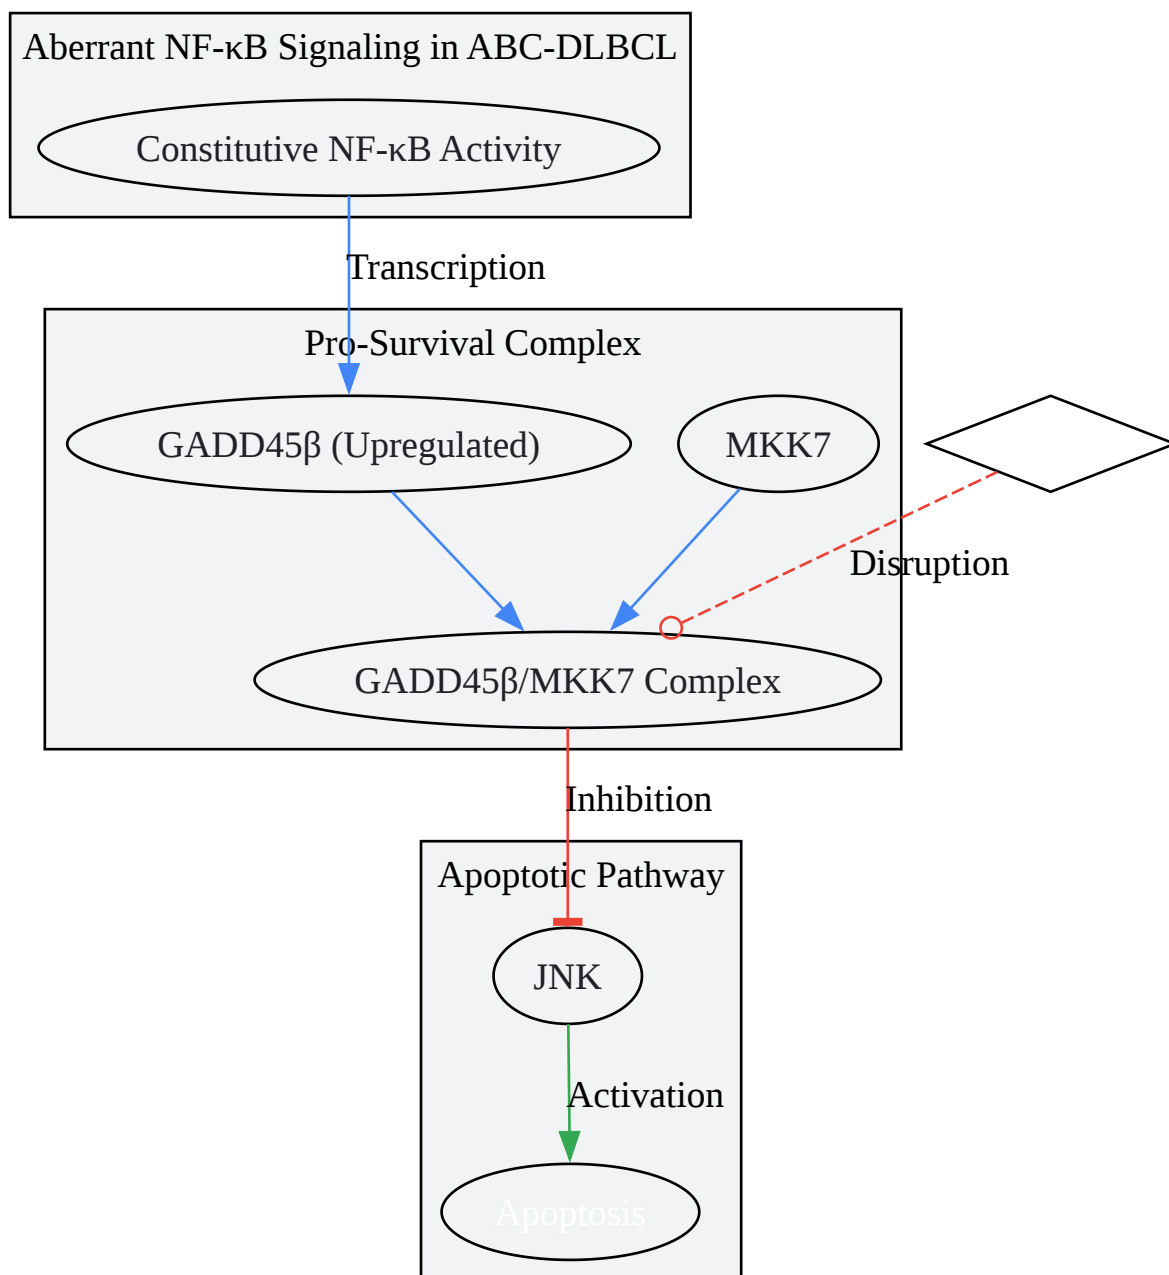 Aberrant NF-κB Signaling in ABC-DLBCL
Constitutive NF-κB Activity
Transcription
Pro-Survival Complex
GADD45β (Upregulated)
MKK7
Disruption
GADD45β/MKK7 Complex
Inhibition
Apoptotic Pathway
JNK
Activation
Apoptosis